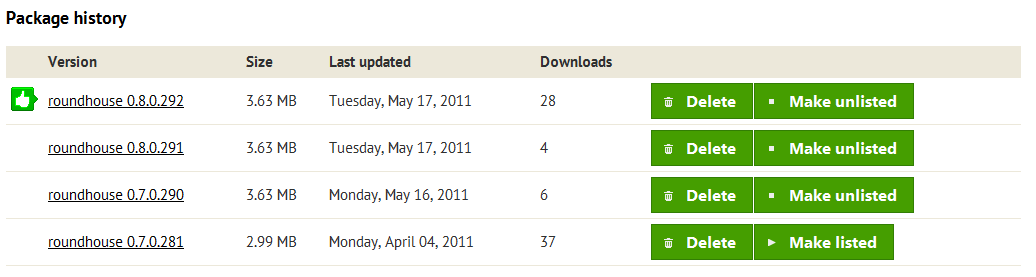 Package history
Version Size Last updated Downloads
roundhouse 0.8.0.292 3.63 MB Tuesday, May 17, 2011 28 Delete Make unlisted
roundhouse 0.8.0.291 3.63 MB Tuesday, May 17, 2011 4 Delete Make unlisted
roundhouse 0.7.0.290 3.63 MB Monday, May 16, 2011 6 Delete Make unlisted
roundhouse 0.7.0.281 2.99 MB Monday, April 04, 2011 37 Delete Make listed